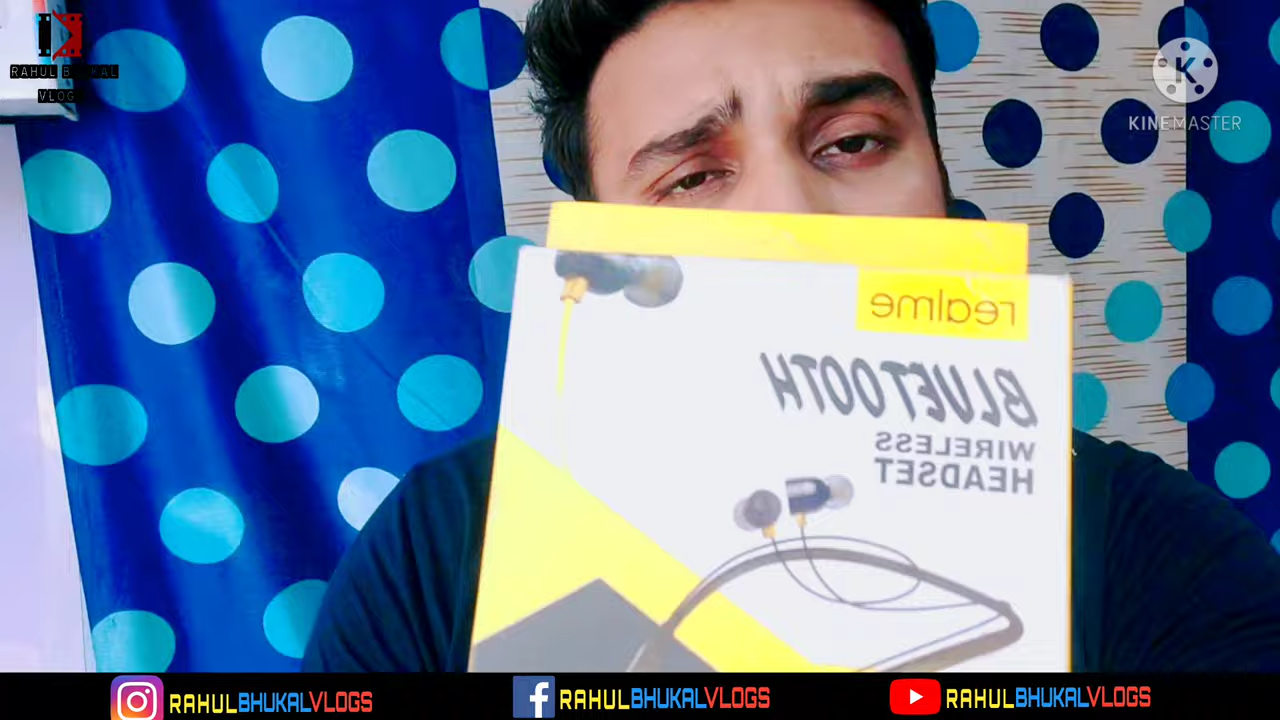 RAHUL BHUKAL
VLOG
K
KINEMASTER
realme
BLUETOOTH
WIRELESS
HEADSET
RAHULBHUKALVLOGS
RAHULBHUKALVLOGS
RAHULBHUKALVLOGS